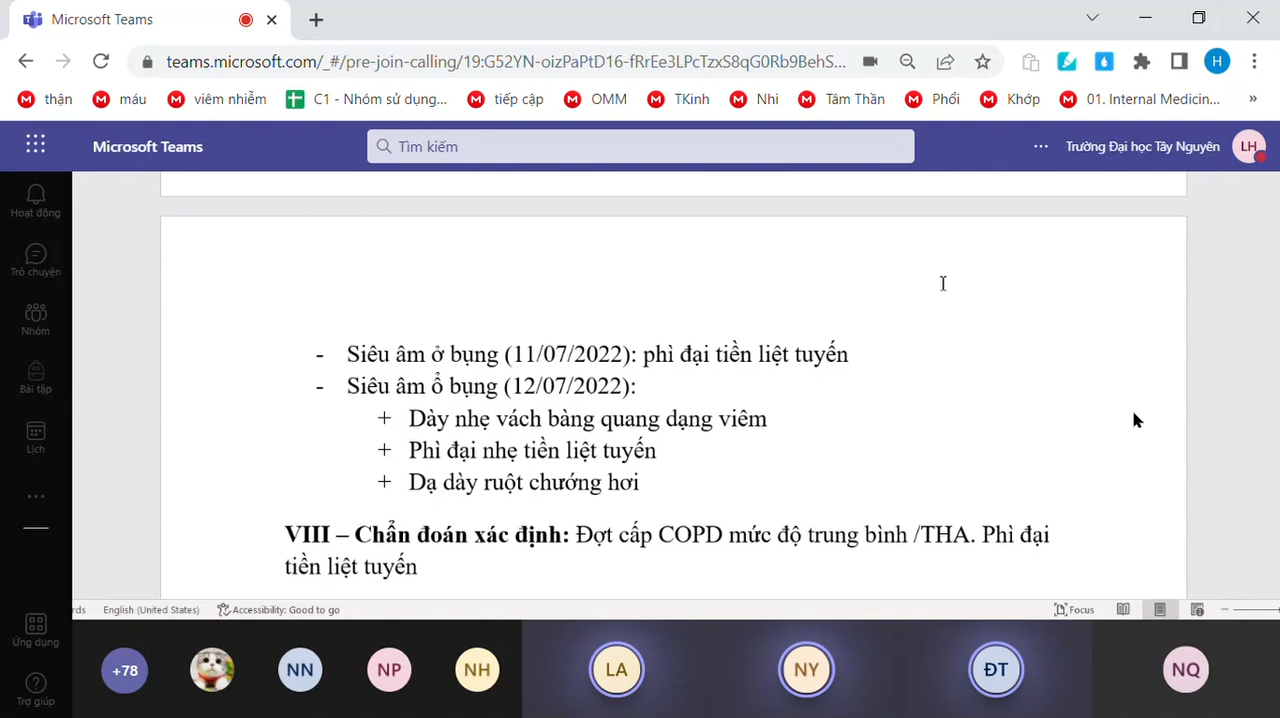 Microsoft Teams
teams.microsoft.com/_#/pre-join-calling/19:G52YN-oizPaPtD16-fRrEe3LPcTzxS8qG0Rb9BehS...
H
thận máu viêm nhiễm C1 - Nhóm sử dụng... tiếp cập OMM TKinh Nhi Tâm Thần Phổi Khớp 01. Internal Medicin... »
Microsoft Teams Tìm kiếm ... Trường Đại học Tây Nguyên LH
Hoạt động
Trò chuyện
Nhóm
Bài tập
Lịch
Ứng dụng
Trợ giúp
- Siêu âm ở bụng (11/07/2022): phì đại tiền liệt tuyến
- Siêu âm ổ bụng (12/07/2022):
+ Dày nhẹ vách bàng quang dạng viêm
+ Phì đại nhẹ tiền liệt tuyến
+ Dạ dày ruột chướng hơi
VIII – Chẩn đoán xác định: Đợt cấp COPD mức độ trung bình /THA. Phì đại
tiền liệt tuyến
rds English (United States) Accessibility: Good to go Focus
+78 NN NP NH LA NY ĐT NQ